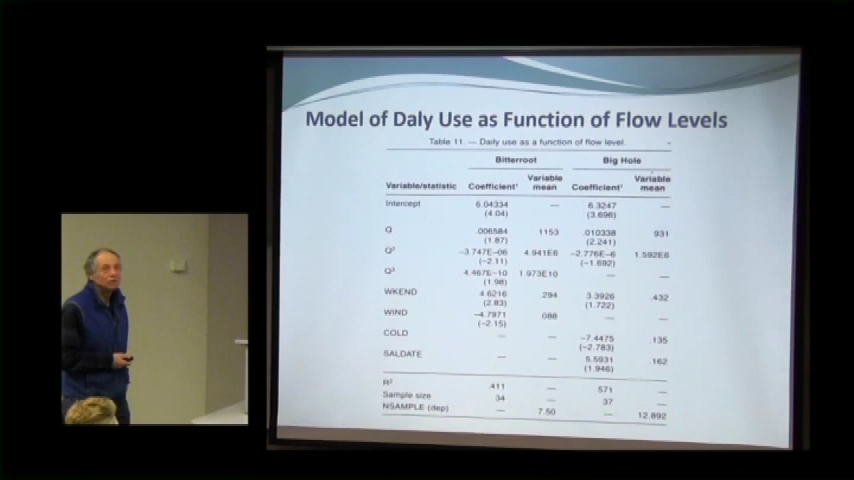 Model of Daly Use as Function of Flow Levels
Table 11. — Daily use as a function of flow level.
Bitterroot Big Hole
Variable/statistic Coefficient¹ Variable mean Coefficient¹ Variable mean
Intercept 6.04334 — 6.3247 —
(4.04) (3.696)
Q .006584 1153 .010338 931
(1.87) (2.241)
Q² −3.747E-06 4.941E6 −2.776E-6 1.592E6
(−2.11) (−1.692)
Q³ 4.467E-10 1.973E10 — —
(1.98)
WKEND 4.6216 .294 3.3926 .432
(2.83) (1.722)
WIND −4.7971 .088 — —
(−2.15)
COLD — — −7.4475 .135
(−2.783)
SALDATE — — 5.5931 .162
(1.946)
R² .411 — .571 —
Sample size 34 — 37 —
NSAMPLE (dep) — 7.50 — 12.892